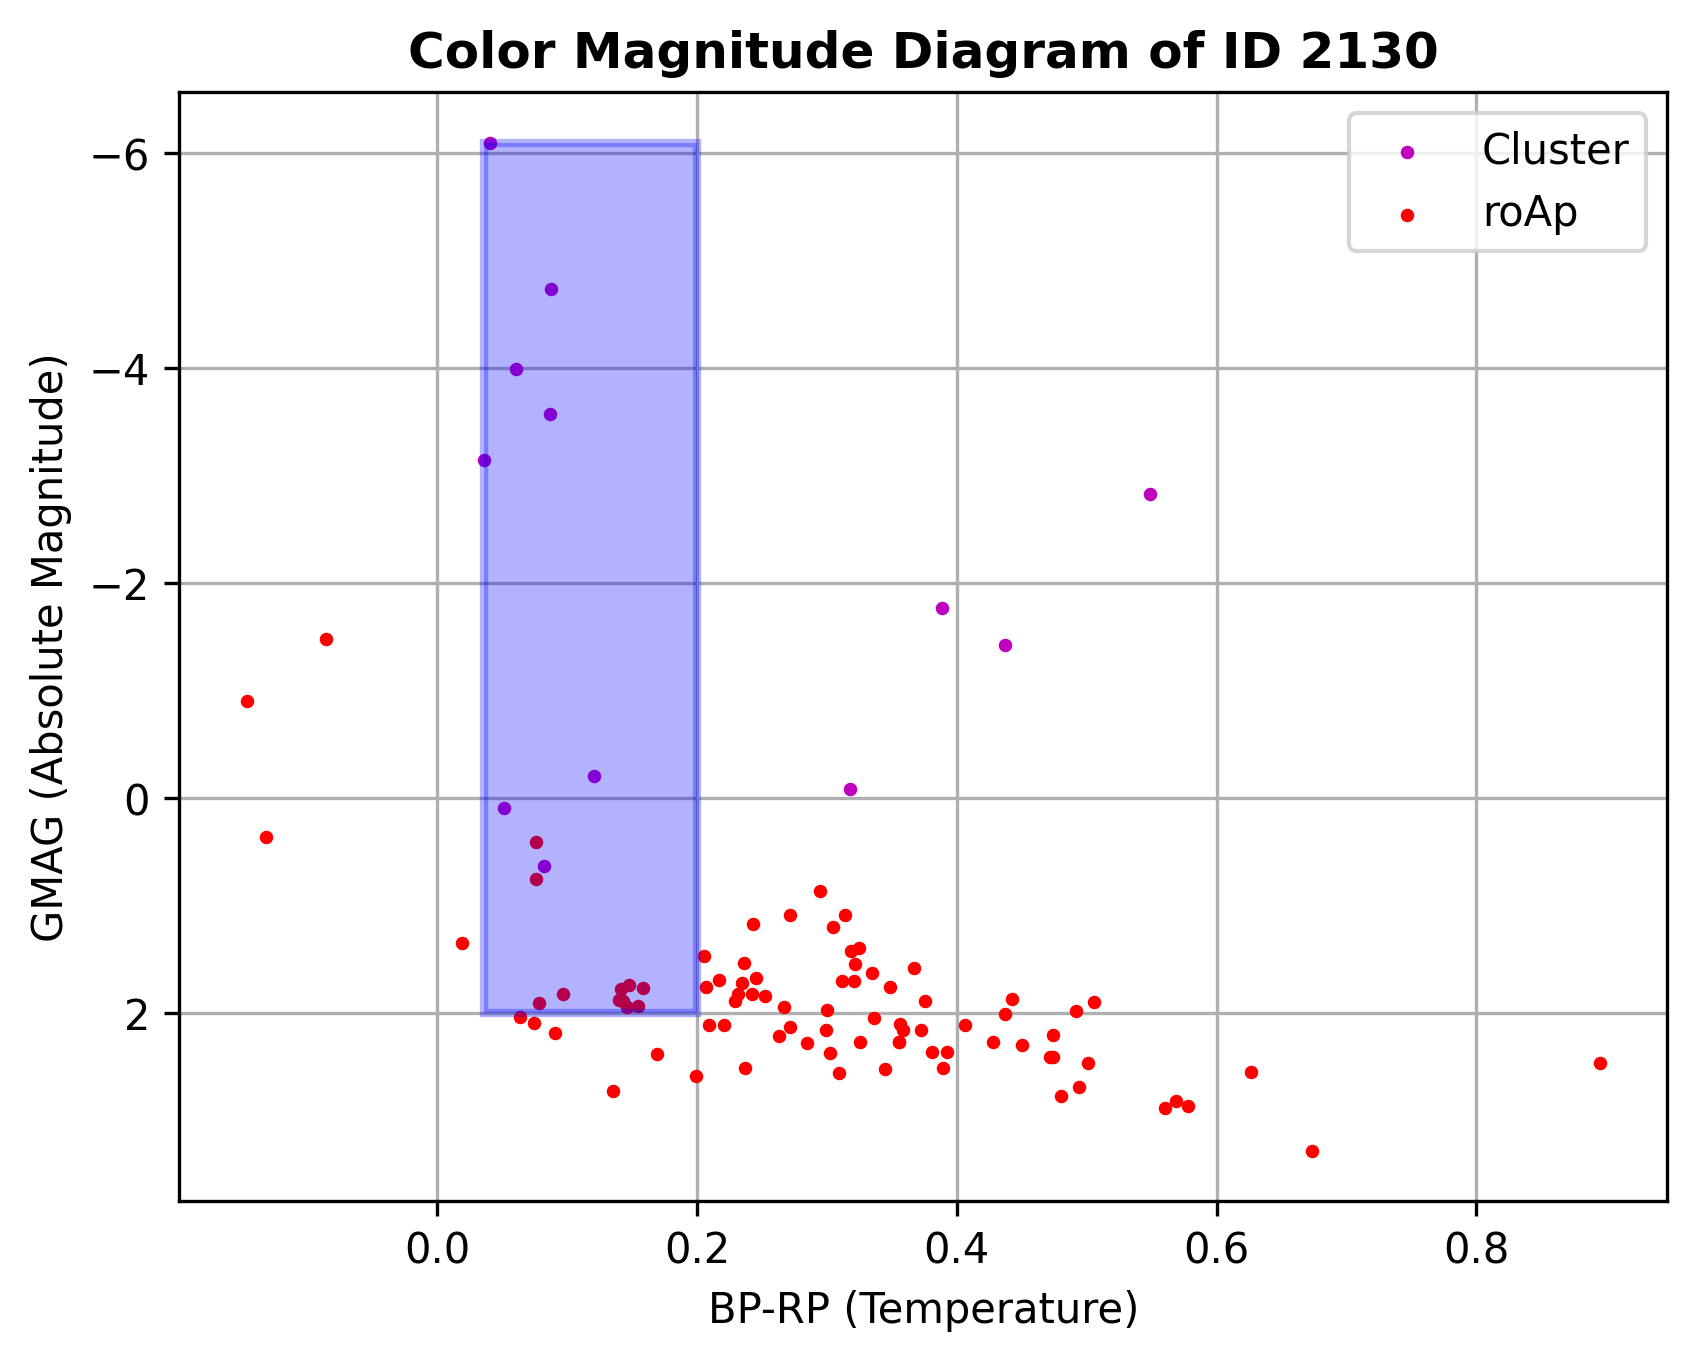 Color Magnitude Diagram of ID 2130
Cluster
roAp
−6
−4
−2
0
2
GMAG (Absolute Magnitude)
0.0 0.2 0.4 0.6 0.8
BP-RP (Temperature)